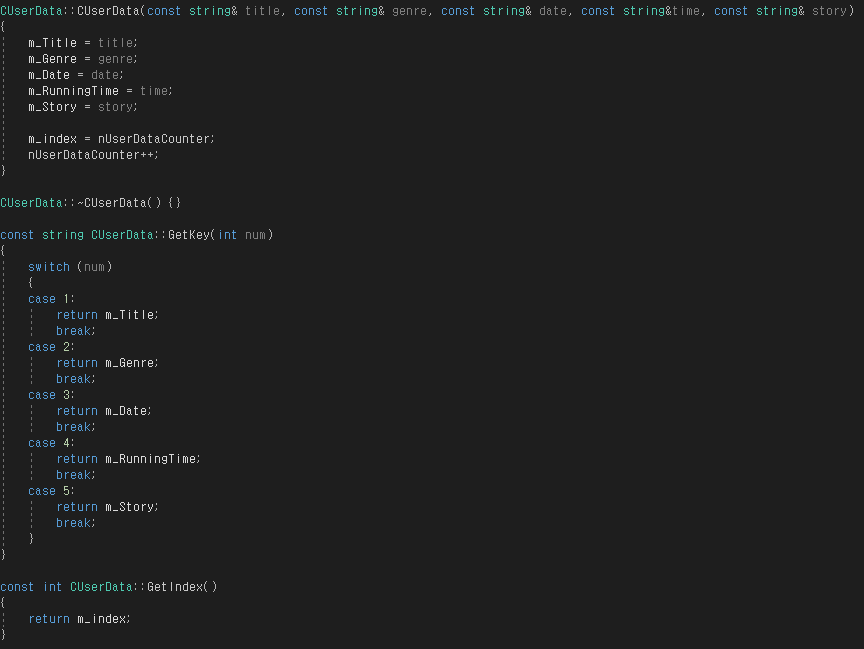 CUserData::CUserData(const string& title, const string& genre, const string& date, const string&time, const string& story)
{
    m_Title = title;
    m_Genre = genre;
    m_Date = date;
    m_RunningTime = time;
    m_Story = story;

    m_index = nUserDataCounter;
    nUserDataCounter++;
}

CUserData::~CUserData() {}

const string CUserData::GetKey(int num)
{
    switch (num)
    {
    case 1:
        return m_Title;
        break;
    case 2:
        return m_Genre;
        break;
    case 3:
        return m_Date;
        break;
    case 4:
        return m_RunningTime;
        break;
    case 5:
        return m_Story;
        break;
    }
}

const int CUserData::GetIndex()
{
    return m_index;
}